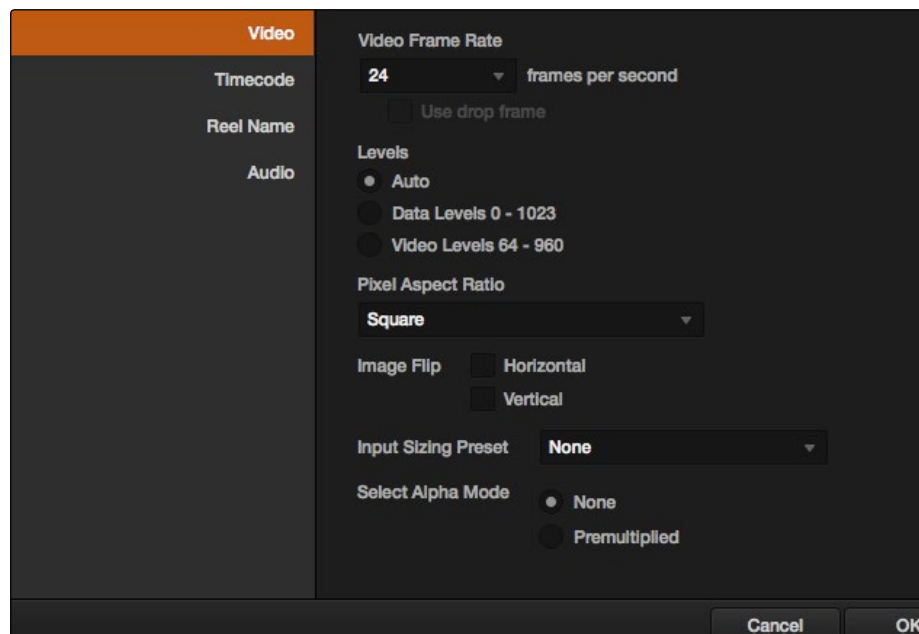 Video
Timecode
Reel Name
Audio
Video Frame Rate
24 frames per second
Use drop frame
Levels
Auto
Data Levels 0 - 1023
Video Levels 64 - 960
Pixel Aspect Ratio
Square
Image Flip Horizontal
Vertical
Input Sizing Preset None
Select Alpha Mode None
Premultiplied
Cancel OK